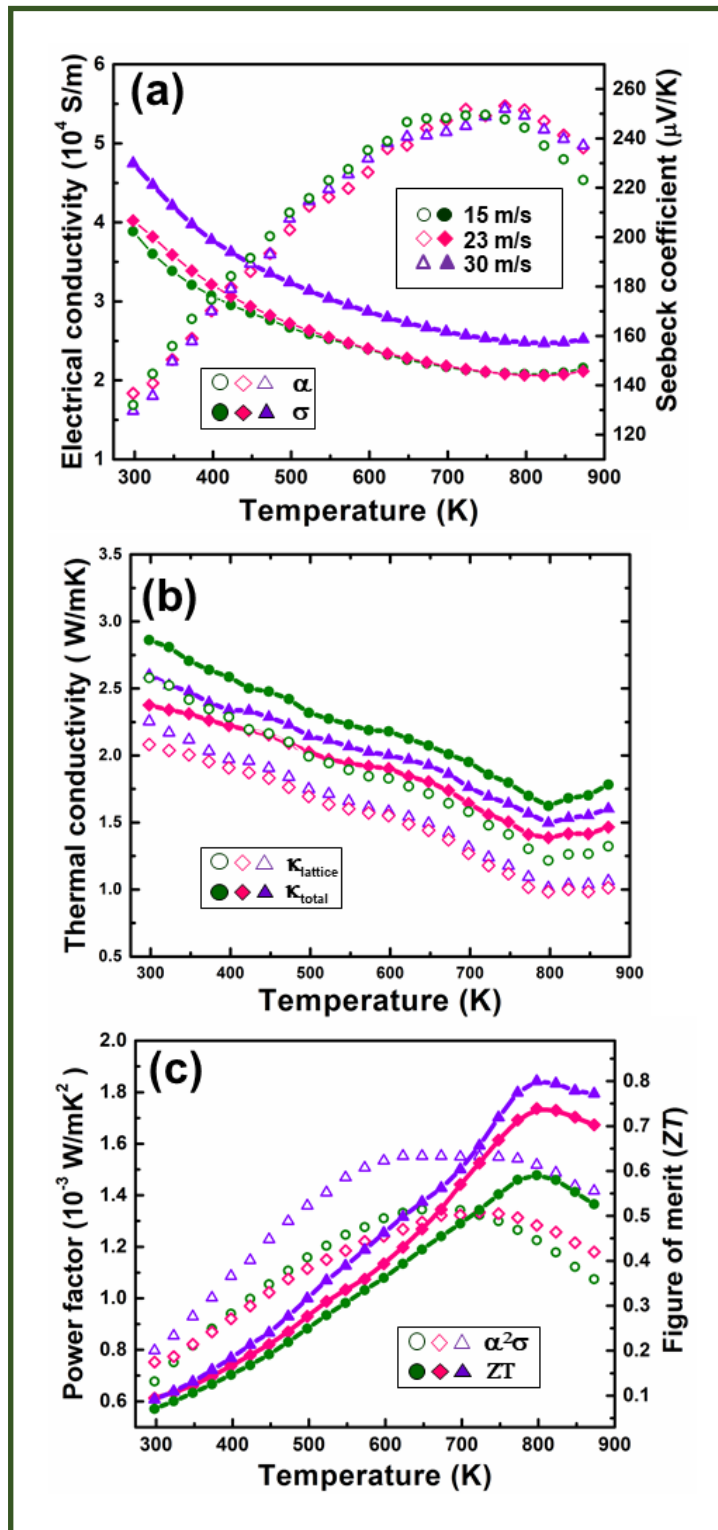 (a)
Electrical conductivity (10⁴ S/m)
6
5
4
3
2
1
260
240
220
200
180
160
140
120
Seebeck coefficient (μV/K)
15 m/s
23 m/s
30 m/s
α
σ
300 400 500 600 700 800 900
Temperature (K)
(b)
Thermal conductivity ( W/mK)
3.5
3.0
2.5
2.0
1.5
1.0
0.5
κlattice
κtotal
300 400 500 600 700 800 900
Temperature (K)
(c)
Power factor (10⁻³ W/mK²)
2.0
1.8
1.6
1.4
1.2
1.0
0.8
0.6
0.8
0.7
0.6
0.5
0.4
0.3
0.2
0.1
Figure of merit (ZT)
α²σ
ZT
300 400 500 600 700 800 900
Temperature (K)